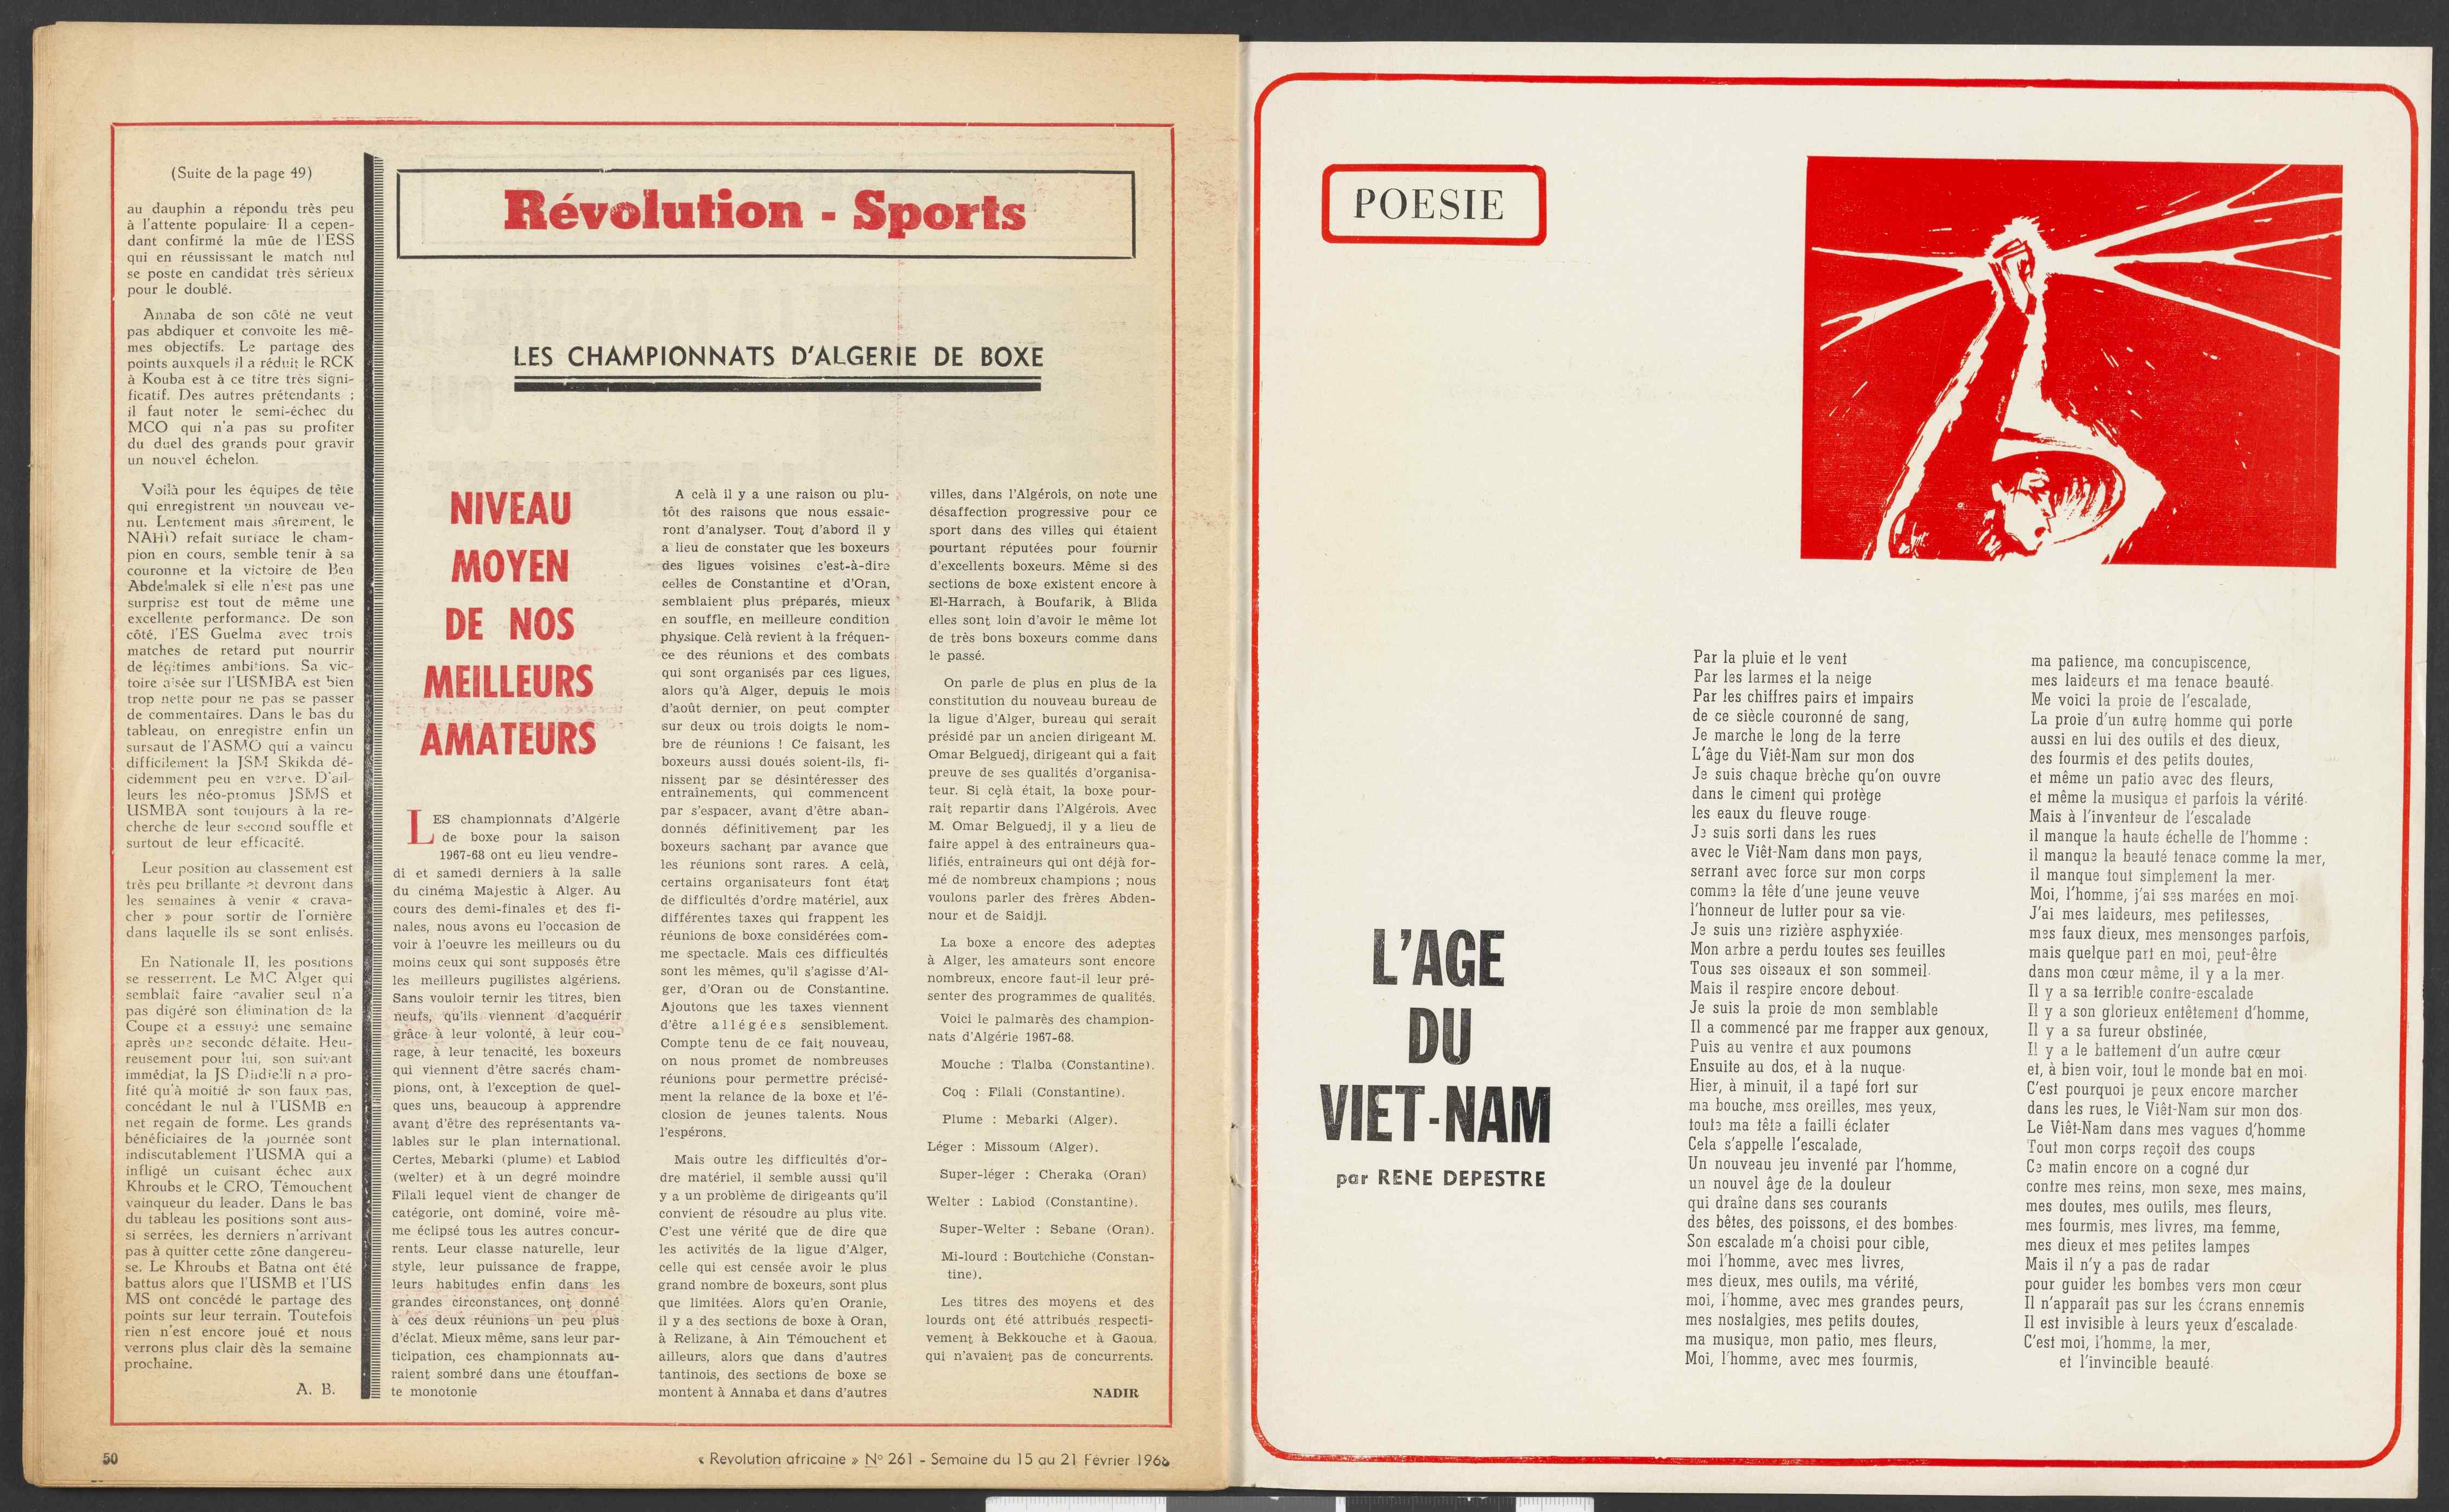 (Suite de la page 49)
au dauphin a répondu très peu
à l'attente populaire. Il a cepen-
dant confirmé la mûe de l'ESS
qui en réussissant le match nul
se poste en candidat très sérieux
pour le doublé.
Annaba de son côté ne veut
pas abdiquer et convoite les mê-
mes objectifs. Le partage des
points auxquels il a réduit le RCK
à Kouba est à ce titre très signi-
ficatif. Des autres prétendants ;
il faut noter le semi-échec du
MCO qui n'a pas su profiter
du duel des grands pour gravir
un nouvel échelon.
Voilà pour les équipes de tête
qui enregistrent un nouveau ve-
nu. Lentement mais sûrement, le
NAHD refait surface le cham-
pion en cours, semble tenir à sa
couronne et la victoire de Ben
Abdelmalek si elle n'est pas une
surprise est tout de même une
excellente performance. De son
côté, l'ES Guelma avec trois
matches de retard put nourrir
de légitimes ambitions. Sa vic-
toire aisée sur l'USMBA est bien
trop nette pour ne pas se passer
de commentaires. Dans le bas du
tableau, on enregistre enfin un
sursaut de l'ASMO qui a vaincu
difficilement la JSM Skikda dé-
cidemment peu en verve. D'ail-
leurs les néo-promus JSMS et
USMBA sont toujours à la re-
cherche de leur second souffle et
surtout de leur efficacité.
Leur position au classement est
très peu brillante et devront dans
les semaines à venir « crava-
cher » pour sortir de l'ornière
dans laquelle ils se sont enlisés.
En Nationale II, les positions
se resserrent. Le MC Alger qui
semblait faire cavalier seul n'a
pas digéré son élimination de la
Coupe et a essuyé une semaine
après une seconde défaite. Heu-
reusement pour lui, son suivant
immédiat, la JS Djidjelli n'a pro-
fité qu'à moitié de son faux pas,
concédant le nul à l'USMB en
net regain de forme. Les grands
bénéficiaires de la journée sont
indiscutablement l'USMA qui a
infligé un cuisant échec aux
Khroubs et le CRO, Témouchent
vainqueur du leader. Dans le bas
du tableau les positions sont aus-
si serrées, les derniers n'arrivant
pas à quitter cette zône dangereu-
se. Le Khroubs et Batna ont été
battus alors que l'USMB et l'US
MS ont concédé le partage des
points sur leur terrain. Toutefois
rien n'est encore joué et nous
verrons plus clair dès la semaine
prochaine.
A. B.
Révolution - Sports
LES CHAMPIONNATS D'ALGERIE DE BOXE
NIVEAU
MOYEN
DE NOS
MEILLEURS
AMATEURS
LES championnats d'Algérie
de boxe pour la saison
1967-68 ont eu lieu vendre-
di et samedi derniers à la salle
du cinéma Majestic à Alger. Au
cours des demi-finales et des fi-
nales, nous avons eu l'occasion de
voir à l'oeuvre les meilleurs ou du
moins ceux qui sont supposés être
les meilleurs pugilistes algériens.
Sans vouloir ternir les titres, bien
neufs, qu'ils viennent d'acquérir
grâce à leur volonté, à leur cou-
rage, à leur tenacité, les boxeurs
qui viennent d'être sacrés cham-
pions, ont, à l'exception de quel-
ques uns, beaucoup à apprendre
avant d'être des représentants va-
lables sur le plan international.
Certes, Mebarki (plume) et Labiod
(welter) et à un degré moindre
Filali lequel vient de changer de
catégorie, ont dominé, voire mê-
me éclipsé tous les autres concur-
rents. Leur classe naturelle, leur
style, leur puissance de frappe,
leurs habitudes enfin dans les
grandes circonstances, ont donné
à ces deux réunions un peu plus
d'éclat. Mieux même, sans leur par-
ticipation, ces championnats au-
raient sombré dans une étouffan-
te monotonie
A celà il y a une raison ou plu-
tôt des raisons que nous essaie-
ront d'analyser. Tout d'abord il y
a lieu de constater que les boxeurs
des ligues voisines c'est-à-dire
celles de Constantine et d'Oran,
semblaient plus préparés, mieux
en souffle, en meilleure condition
physique. Celà revient à la fréquen-
ce des réunions et des combats
qui sont organisés par ces ligues,
alors qu'à Alger, depuis le mois
d'août dernier, on peut compter
sur deux ou trois doigts le nom-
bre de réunions ! Ce faisant, les
boxeurs aussi doués soient-ils, fi-
nissent par se désintéresser des
entrainements, qui commencent
par s'espacer, avant d'être aban-
donnés définitivement par les
boxeurs sachant par avance que
les réunions sont rares. A celà,
certains organisateurs font état
de difficultés d'ordre matériel, aux
différentes taxes qui frappent les
réunions de boxe considérées com-
me spectacle. Mais ces difficultés
sont les mêmes, qu'il s'agisse d'Al-
ger, d'Oran ou de Constantine.
Ajoutons que les taxes viennent
d'être allégées sensiblement.
Compte tenu de ce fait nouveau,
on nous promet de nombreuses
réunions pour permettre précisé-
ment la relance de la boxe et l'é-
closion de jeunes talents. Nous
l'espérons.
Mais outre les difficultés d'or-
dre matériel, il semble aussi qu'il
y a un problème de dirigeants qu'il
convient de résoudre au plus vite.
C'est une vérité que de dire que
les activités de la ligue d'Alger,
celle qui est censée avoir le plus
grand nombre de boxeurs, sont plus
que limitées. Alors qu'en Oranie,
il y a des sections de boxe à Oran,
à Relizane, à Ain Témouchent et
ailleurs, alors que dans d'autres
tantinois, des sections de boxe se
montent à Annaba et dans d'autres
villes, dans l'Algérois, on note une
désaffection progressive pour ce
sport dans des villes qui étaient
pourtant réputées pour fournir
d'excellents boxeurs. Même si des
sections de boxe existent encore à
El-Harrach, à Boufarik, à Blida
elles sont loin d'avoir le même lot
de très bons boxeurs comme dans
le passé.
On parle de plus en plus de la
constitution du nouveau bureau de
la ligue d'Alger, bureau qui serait
présidé par un ancien dirigeant M.
Omar Belguedj, dirigeant qui a fait
preuve de ses qualités d'organisa-
teur. Si celà était, la boxe pour-
rait repartir dans l'Algérois. Avec
M. Omar Belguedj, il y a lieu de
faire appel à des entraîneurs qua-
lifiés, entraîneurs qui ont déjà for-
mé de nombreux champions ; nous
voulons parler des frères Abden-
nour et de Saidji.
La boxe a encore des adeptes
à Alger, les amateurs sont encore
nombreux, encore faut-il leur pré-
senter des programmes de qualités.
Voici le palmarès des champion-
nats d'Algérie 1967-68.
Mouche : Tlalba (Constantine).
Coq : Filali (Constantine).
Plume : Mebarki (Alger).
Léger : Missoum (Alger).
Super-léger : Cheraka (Oran)
Welter : Labiod (Constantine).
Super-Welter : Sebane (Oran).
Mi-lourd : Boutchiche (Constan-
tine).
Les titres des moyens et des
lourds ont été attribués respecti-
vement à Bekkouche et à Gaoua,
qui n'avaient pas de concurrents.
NADIR
50
« Revolution africaine » N° 261 - Semaine du 15 au 21 Février 1968
POESIE
L'AGE
DU
VIET-NAM
par RENE DEPESTRE
Par la pluie et le vent
Par les larmes et la neige
Par les chiffres pairs et impairs
de ce siècle couronné de sang,
Je marche le long de la terre
L'âge du Viêt-Nam sur mon dos
Je suis chaque brèche qu'on ouvre
dans le ciment qui protège
les eaux du fleuve rouge.
Je suis sorti dans les rues
avec le Viêt-Nam dans mon pays,
serrant avec force sur mon corps
comme la tête d'une jeune veuve
l'honneur de lutter pour sa vie.
Je suis une rizière asphyxiée.
Mon arbre a perdu toutes ses feuilles
Tous ses oiseaux et son sommeil.
Mais il respire encore debout.
Je suis la proie de mon semblable
Il a commencé par me frapper aux genoux,
Puis au ventre et aux poumons
Ensuite au dos, et à la nuque.
Hier, à minuit, il a tapé fort sur
ma bouche, mes oreilles, mes yeux,
toute ma tête a failli éclater
Cela s'appelle l'escalade,
Un nouveau jeu inventé par l'homme,
un nouvel âge de la douleur
qui draîne dans ses courants
des bêtes, des poissons, et des bombes.
Son escalade m'a choisi pour cible,
moi l'homme, avec mes livres,
mes dieux, mes outils, ma vérité,
moi, l'homme, avec mes grandes peurs,
mes nostalgies, mes petits doutes,
ma musique, mon patio, mes fleurs,
Moi, l'homme, avec mes fourmis,
ma patience, ma concupiscence,
mes laideurs et ma tenace beauté.
Me voici la proie de l'escalade,
La proie d'un autre homme qui porte
aussi en lui des outils et des dieux,
des fourmis et des petits doutes,
et même un patio avec des fleurs,
et même la musique et parfois la vérité.
Mais à l'inventeur de l'escalade
il manque la haute échelle de l'homme :
il manque la beauté tenace comme la mer,
il manque tout simplement la mer.
Moi, l'homme, j'ai ses marées en moi.
J'ai mes laideurs, mes petitesses,
mes faux dieux, mes mensonges parfois,
mais quelque part en moi, peut-être
dans mon cœur même, il y a la mer.
Il y a sa terrible contre-escalade
Il y a son glorieux entêtement d'homme,
Il y a sa fureur obstinée,
Il y a le battement d'un autre cœur
et, à bien voir, tout le monde bat en moi.
C'est pourquoi je peux encore marcher
dans les rues, le Viêt-Nam sur mon dos.
Le Viêt-Nam dans mes vagues d'homme
Tout mon corps reçoit des coups
Ce matin encore on a cogné dur
contre mes reins, mon sexe, mes mains,
mes doutes, mes outils, mes fleurs,
mes fourmis, mes livres, ma femme,
mes dieux et mes petites lampes
Mais il n'y a pas de radar
pour guider les bombes vers mon cœur
Il n'apparaît pas sur les écrans ennemis
Il est invisible à leurs yeux d'escalade.
C'est moi, l'homme, la mer,
et l'invincible beauté.